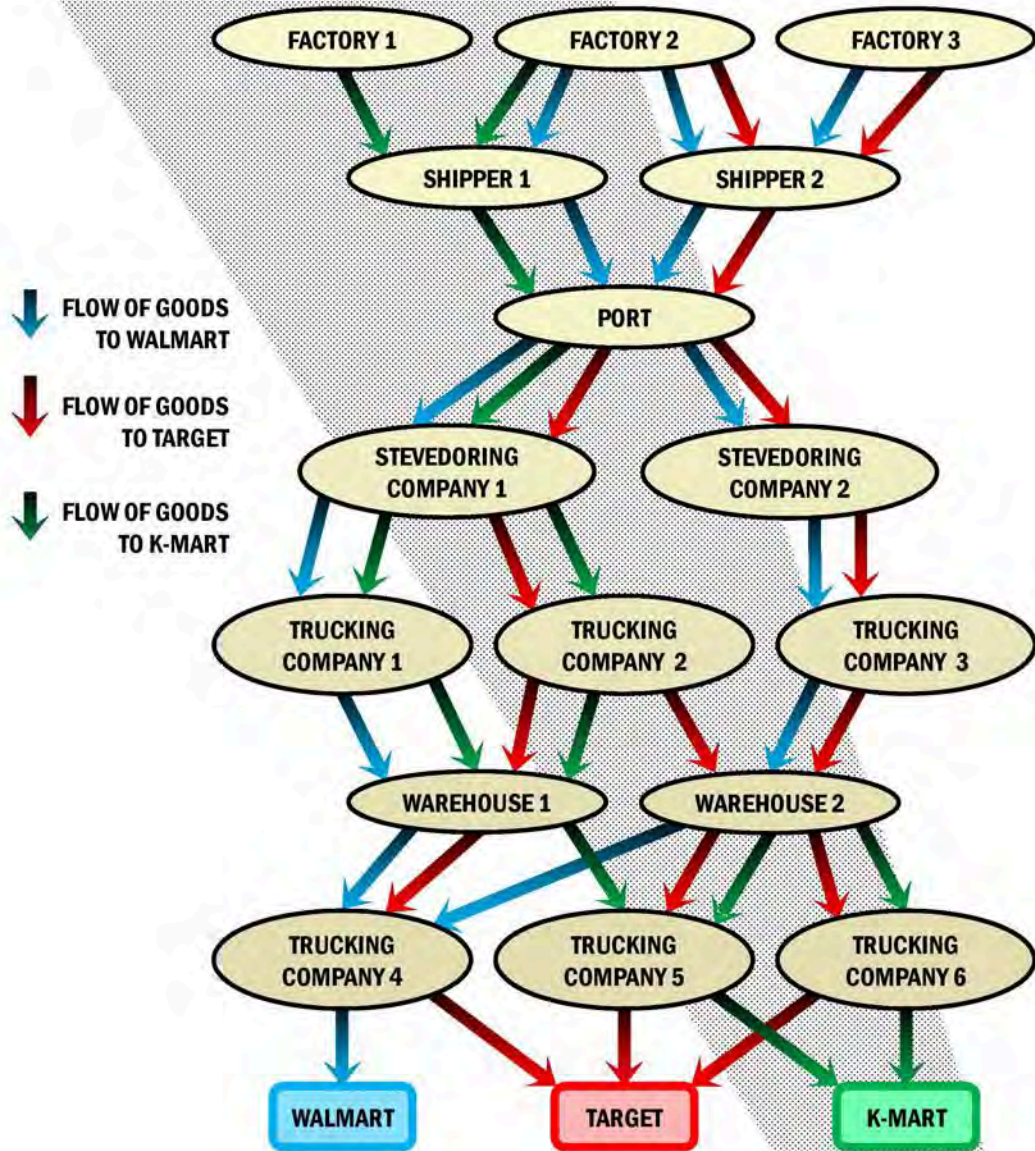 FACTORY 1
FACTORY 2
FACTORY 3
SHIPPER 1
SHIPPER 2
PORT
FLOW OF GOODS
TO WALMART
FLOW OF GOODS
TO TARGET
FLOW OF GOODS
TO K-MART
STEVEDORING
COMPANY 1
STEVEDORING
COMPANY 2
TRUCKING
COMPANY 1
TRUCKING
COMPANY 2
TRUCKING
COMPANY 3
WAREHOUSE 1
WAREHOUSE 2
TRUCKING
COMPANY 4
TRUCKING
COMPANY 5
TRUCKING
COMPANY 6
WALMART
TARGET
K-MART